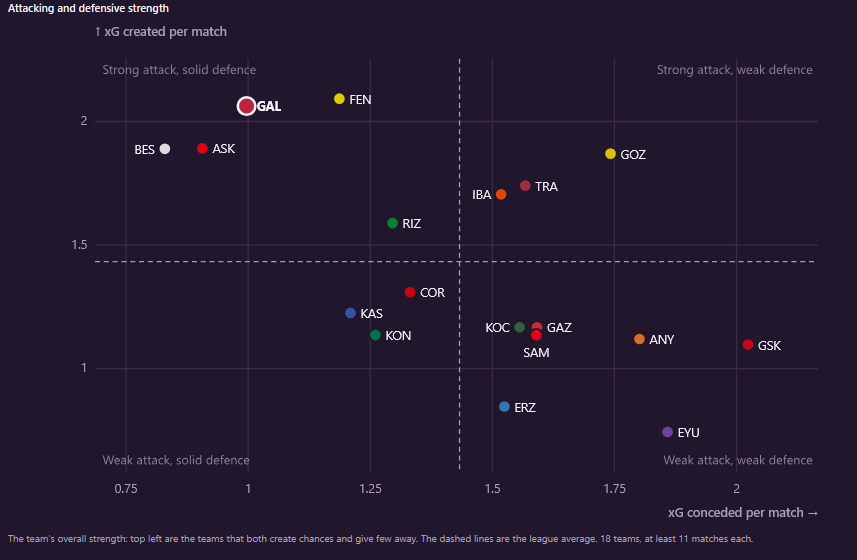 Attacking and defensive strength
↑ xG created per match
Strong attack, solid defence
Strong attack, weak defence
GAL
FEN
2
BES
ASK
GOZ
TRA
IBA
RIZ
1.5
COR
KAS
KOC
GAZ
KON
ANY
GSK
SAM
1
ERZ
EYU
Weak attack, solid defence
Weak attack, weak defence
0.75
1
1.25
1.5
1.75
2
xG conceded per match →
The team's overall strength: top left are the teams that both create chances and give few away. The dashed lines are the league average. 18 teams, at least 11 matches each.